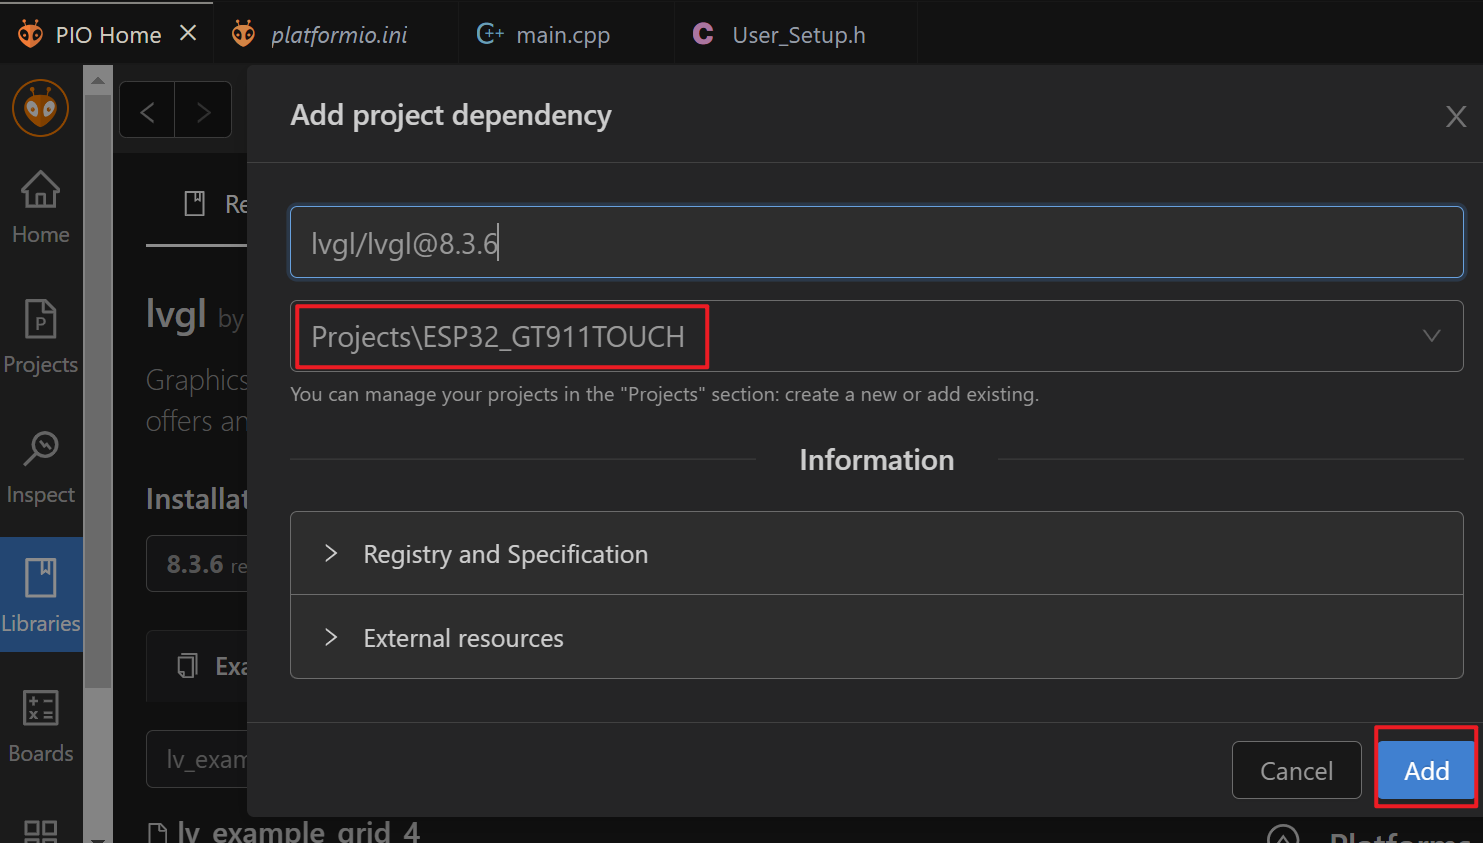 PIO Home
platformio.ini
main.cpp
User_Setup.h
Add project dependency
Home
Projects
Inspect
Libraries
Boards
Re
lvgl by
Graphics
offers an
Installat
8.3.6 re
Exa
lv_exam
lv_example_grid_4
lvgl/lvgl@8.3.6
Projects\ESP32_GT911TOUCH
You can manage your projects in the "Projects" section: create a new or add existing.
Information
Registry and Specification
External resources
Cancel
Add
Platforms